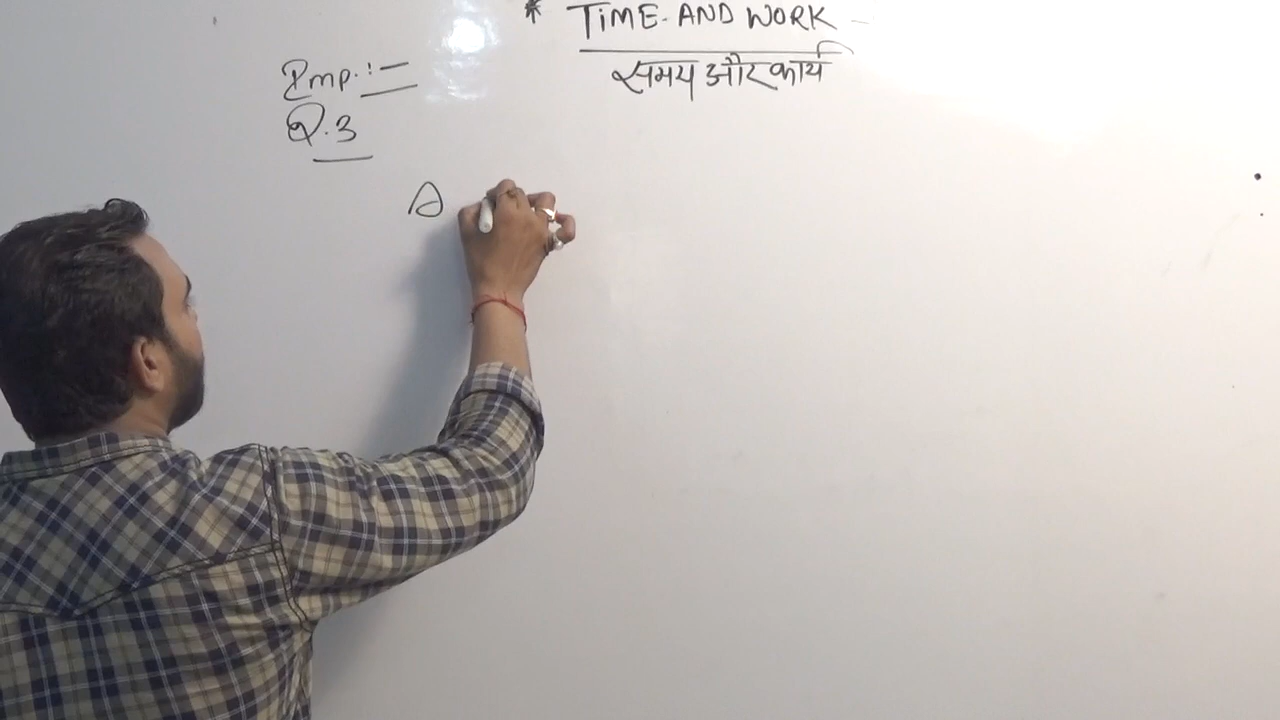 * TIME AND WORK
समय और कार्य
Imp. :-
Q.3
A